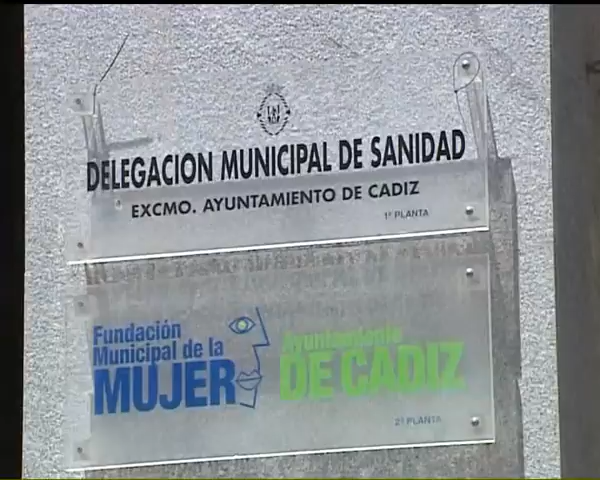 DELEGACION MUNICIPAL DE SANIDAD
EXCMO. AYUNTAMIENTO DE CADIZ
1ª PLANTA
Fundación
Municipal de la
MUJER
Ayuntamiento
DE CADIZ
2ª PLANTA